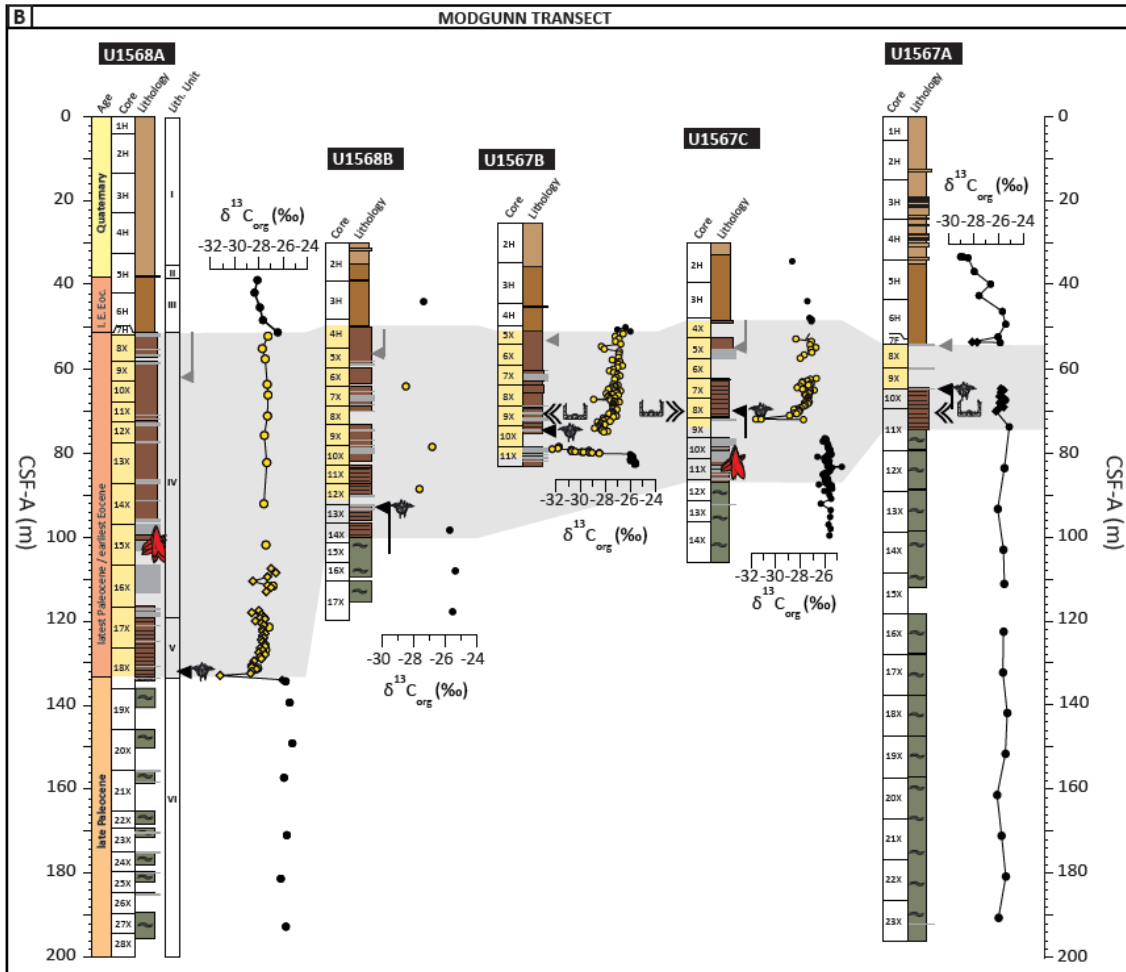 B
MODGUNN TRANSECT
U1568A
Age
Core
Lithology
Lith. Unit
0
20
40
60
80
100
120
140
160
180
200
CSF-A (m)
Quaternary
l. E. Eoc.
latest Paleocene / earliest Eocene
late Paleocene
1H
2H
3H
4H
5H
6H
7H
8X
9X
10X
11X
12X
13X
14X
15X
16X
17X
18X
19X
20X
21X
22X
23X
24X
25X
26X
27X
28X
I
II
III
IV
V
VI
δ13Corg (‰)
-32 -30 -28 -26 -24
U1568B
Core
Lithology
2H
3H
4H
5X
6X
7X
8X
9X
10X
11X
12X
13X
14X
15X
16X
17X
-30 -28 -26 -24
δ13Corg (‰)
U1567B
Core
Lithology
2H
3H
4H
5X
6X
7X
8X
9X
10X
11X
-32 -30 -28 -26 -24
δ13Corg (‰)
U1567C
Core
Lithology
2H
3H
4X
5X
6X
7X
8X
9X
10X
11X
12X
13X
14X
-32 -30 -28 -26
δ13Corg (‰)
U1567A
Core
Lithology
1H
2H
3H
4H
5H
6H
7F
8X
9X
10X
11X
12X
13X
14X
15X
16X
17X
18X
19X
20X
21X
22X
23X
δ13Corg (‰)
-30 -28 -26 -24
0
20
40
60
80
100
120
140
160
180
200
CSF-A (m)